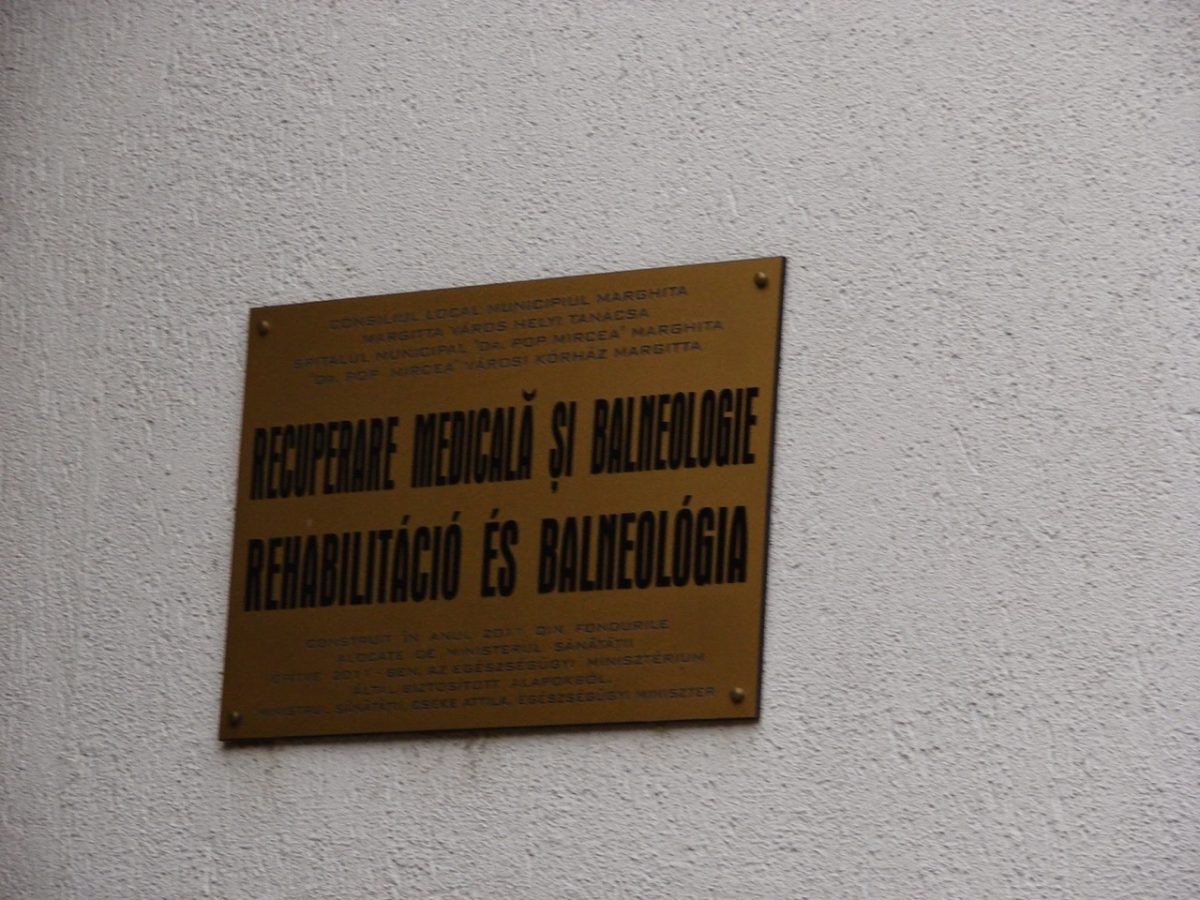 CONSILIUL LOCAL MUNICIPIUL MARGHITA
MARGITTA VÁROS HELYI TANÁCSA
SPITALUL MUNICIPAL "DR. POP MIRCEA" MARGHITA
"DR. POP MIRCEA" VÁROSI KÓRHÁZ MARGITTA
RECUPERARE MEDICALĂ ȘI BALNEOLOGIE
REHABILITÁCIÓ ÉS BALNEOLÓGIA
CONSTRUIT ÎN ANUL 2011 DIN FONDURILE
ALOCATE DE MINISTERUL SĂNĂTĂȚII
ÉPÍTVE 2011-BEN, AZ EGÉSZSÉGÜGYI MINISZTÉRIUM
ÁLTAL BIZTOSÍTOTT ALAPOKBÓL.
MINISTRUL SĂNĂTĂȚII, CSEKE ATTILA, EGÉSZSÉGÜGYI MINISZTER